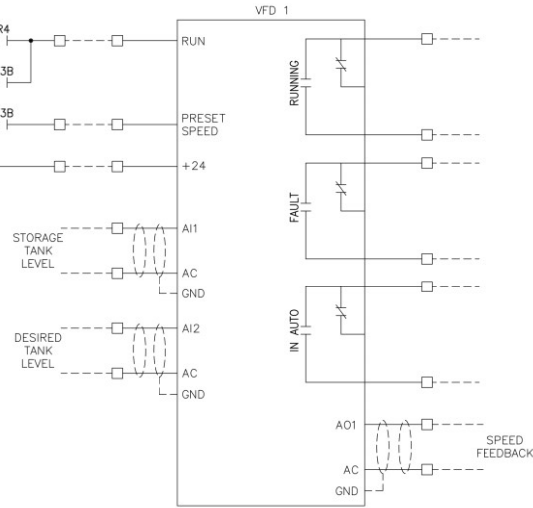 VFD 1
R4
3B
3B
RUN
PRESET
SPEED
+24
STORAGE
TANK
LEVEL
AI1
AC
GND
DESIRED
TANK
LEVEL
AI2
AC
GND
RUNNING
FAULT
IN AUTO
AO1
AC
GND
SPEED
FEEDBACK